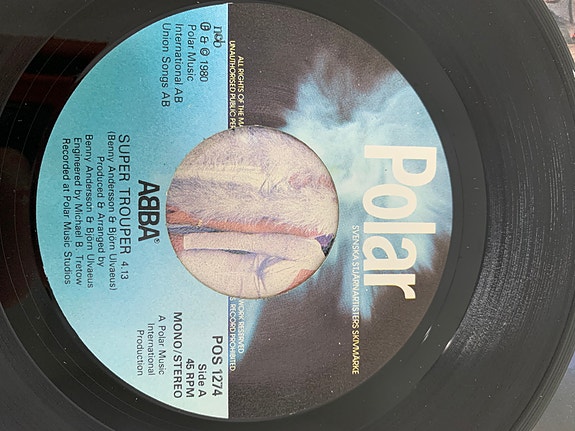 Polar
SVENSKA STJÄRNARTISTERS SKIVMÄRKE
ALL RIGHTS OF THE MA
UNAUTHORISED PUBLIC PER
WORK RESERVED
RECORD PROHIBITED
ncb
℗ & © 1980
Polar Music
International AB
Union Songs AB
POS 1274
Side A
45 RPM
MONO/STEREO
A Polar Music
International
Production
ABBA®
SUPER TROUPER 4.13
(Benny Andersson & Björn Ulvaeus)
Produced & Arranged by
Benny Andersson & Björn Ulvaeus
Engineered by Michael B. Tretow
Recorded at Polar Music Studios